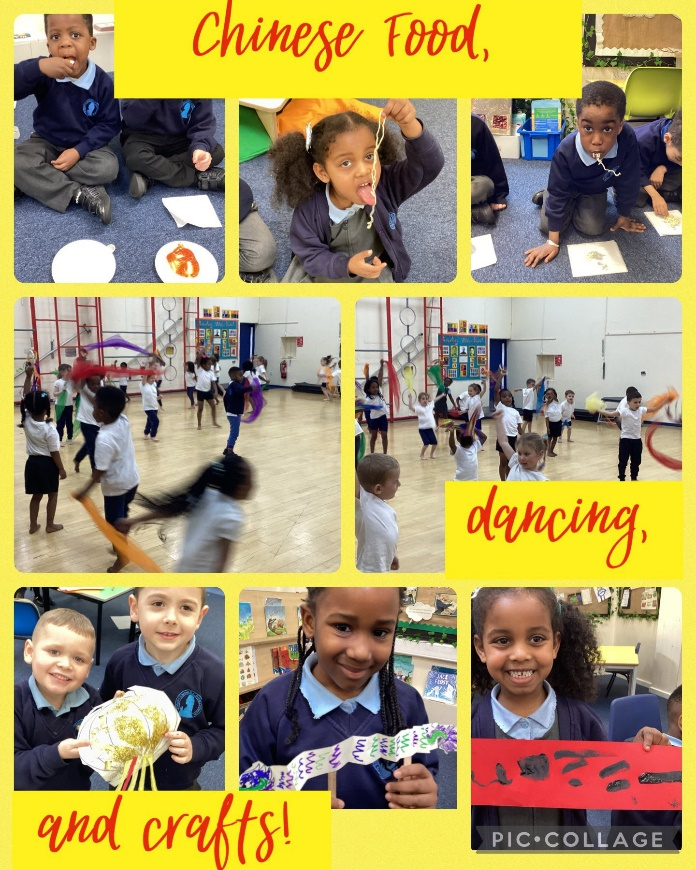 Chinese Food,
dancing,
and crafts!
PIC•COLLAGE